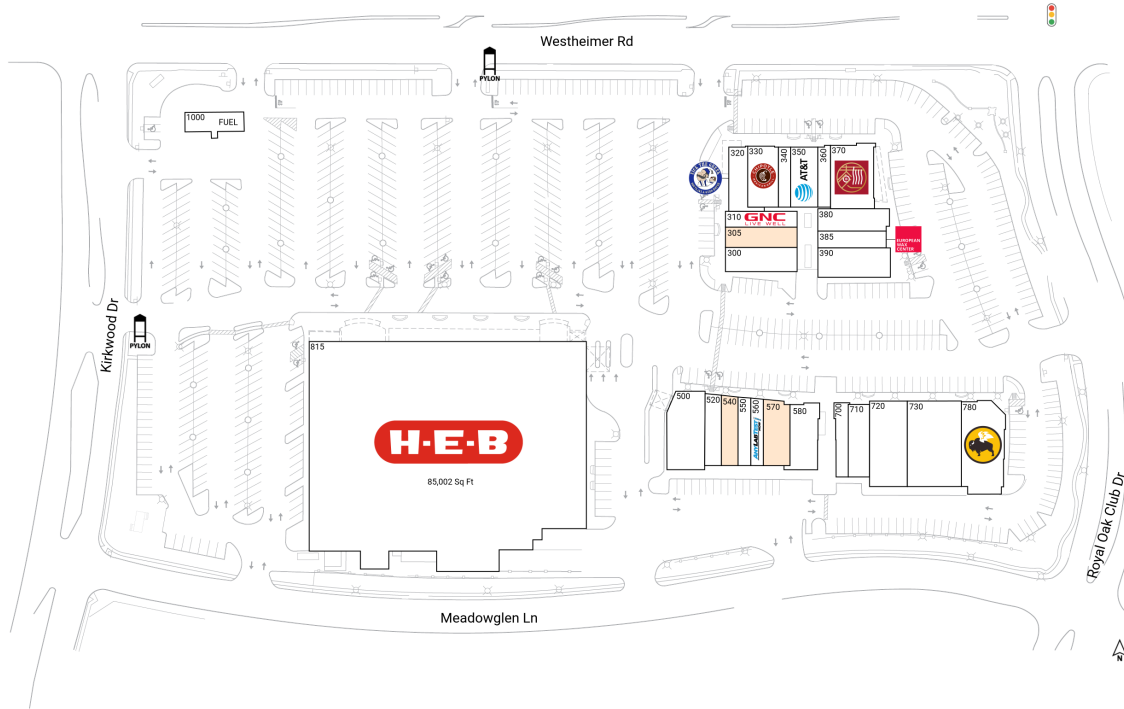 Westheimer Rd
PYLON
1000
FUEL
320
330
340
350
360
370
AT&T
310
GNC
LIVE WELL
305
300
380
385
390
EUROPEAN
WAX
CENTER
Kirkwood Dr
PYLON
815
H-E-B
85,002 Sq Ft
500
520
540
550
560
570
580
700
710
720
730
780
Royal Oak Club Dr
Meadowglen Ln
N